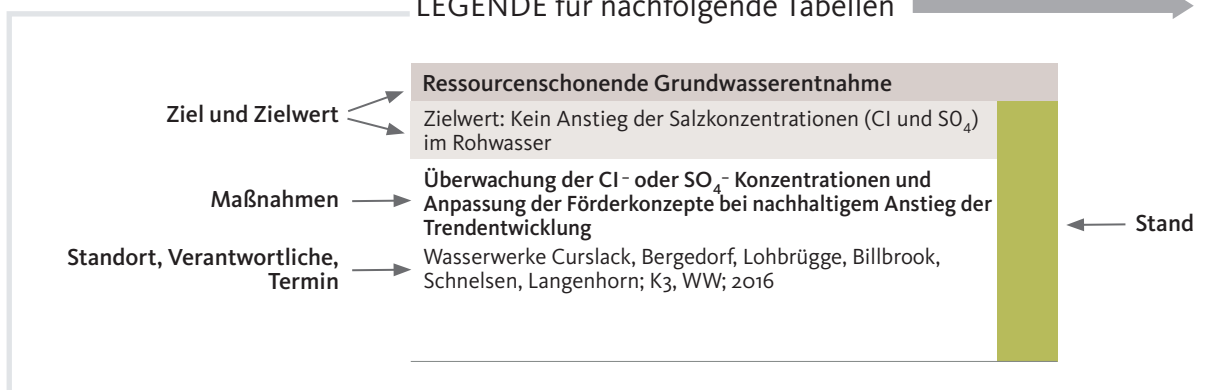 LEGENDE für nachfolgende Tabellen
Ressourcenschonende Grundwasserentnahme
Ziel und Zielwert
Zielwert: Kein Anstieg der Salzkonzentrationen (Cl und SO₄)
im Rohwasser
Maßnahmen
Überwachung der Cl⁻ oder SO₄⁻ Konzentrationen und
Anpassung der Förderkonzepte bei nachhaltigem Anstieg der
Trendentwicklung
Stand
Standort, Verantwortliche,
Termin
Wasserwerke Curslack, Bergedorf, Lohbrügge, Billbrook,
Schnelsen, Langenhorn; K3, WW; 2016